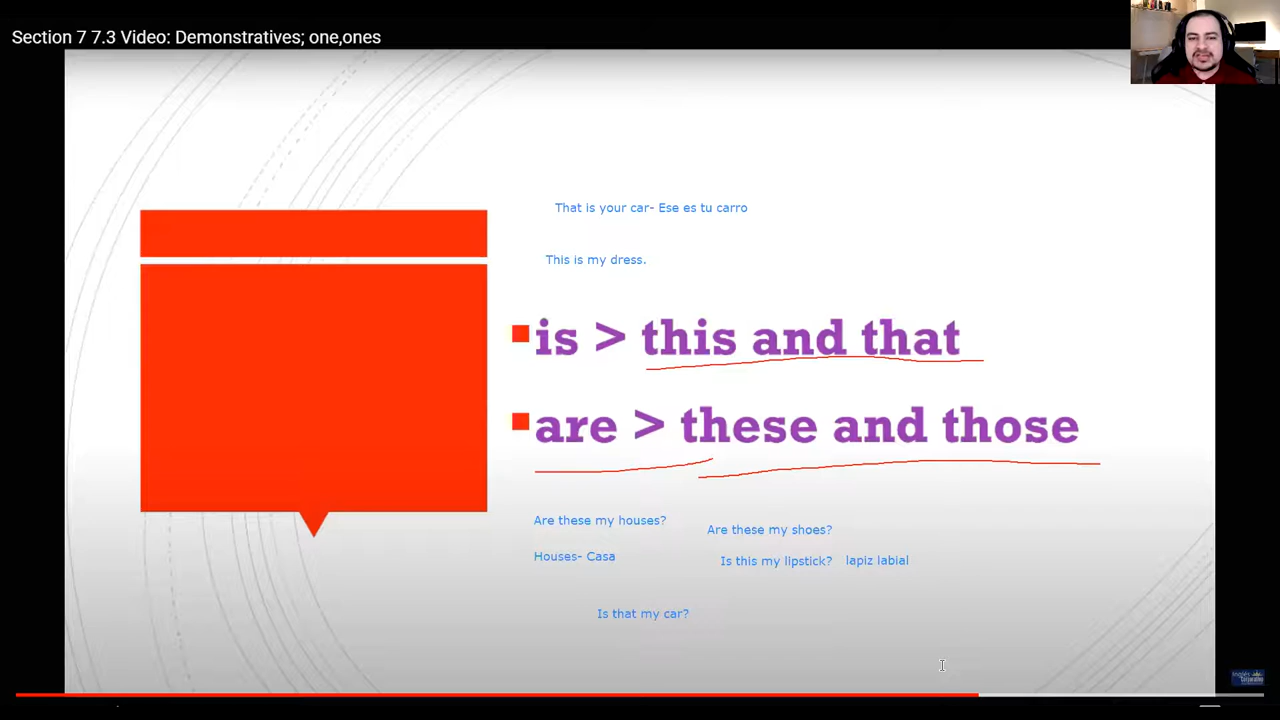 Section 7 7.3 Video: Demonstratives; one,ones
That is your car- Ese es tu carro
This is my dress.
is > this and that
are > these and those
Are these my houses?
Are these my shoes?
Houses- Casa
Is this my lipstick? lapiz labial
Is that my car?